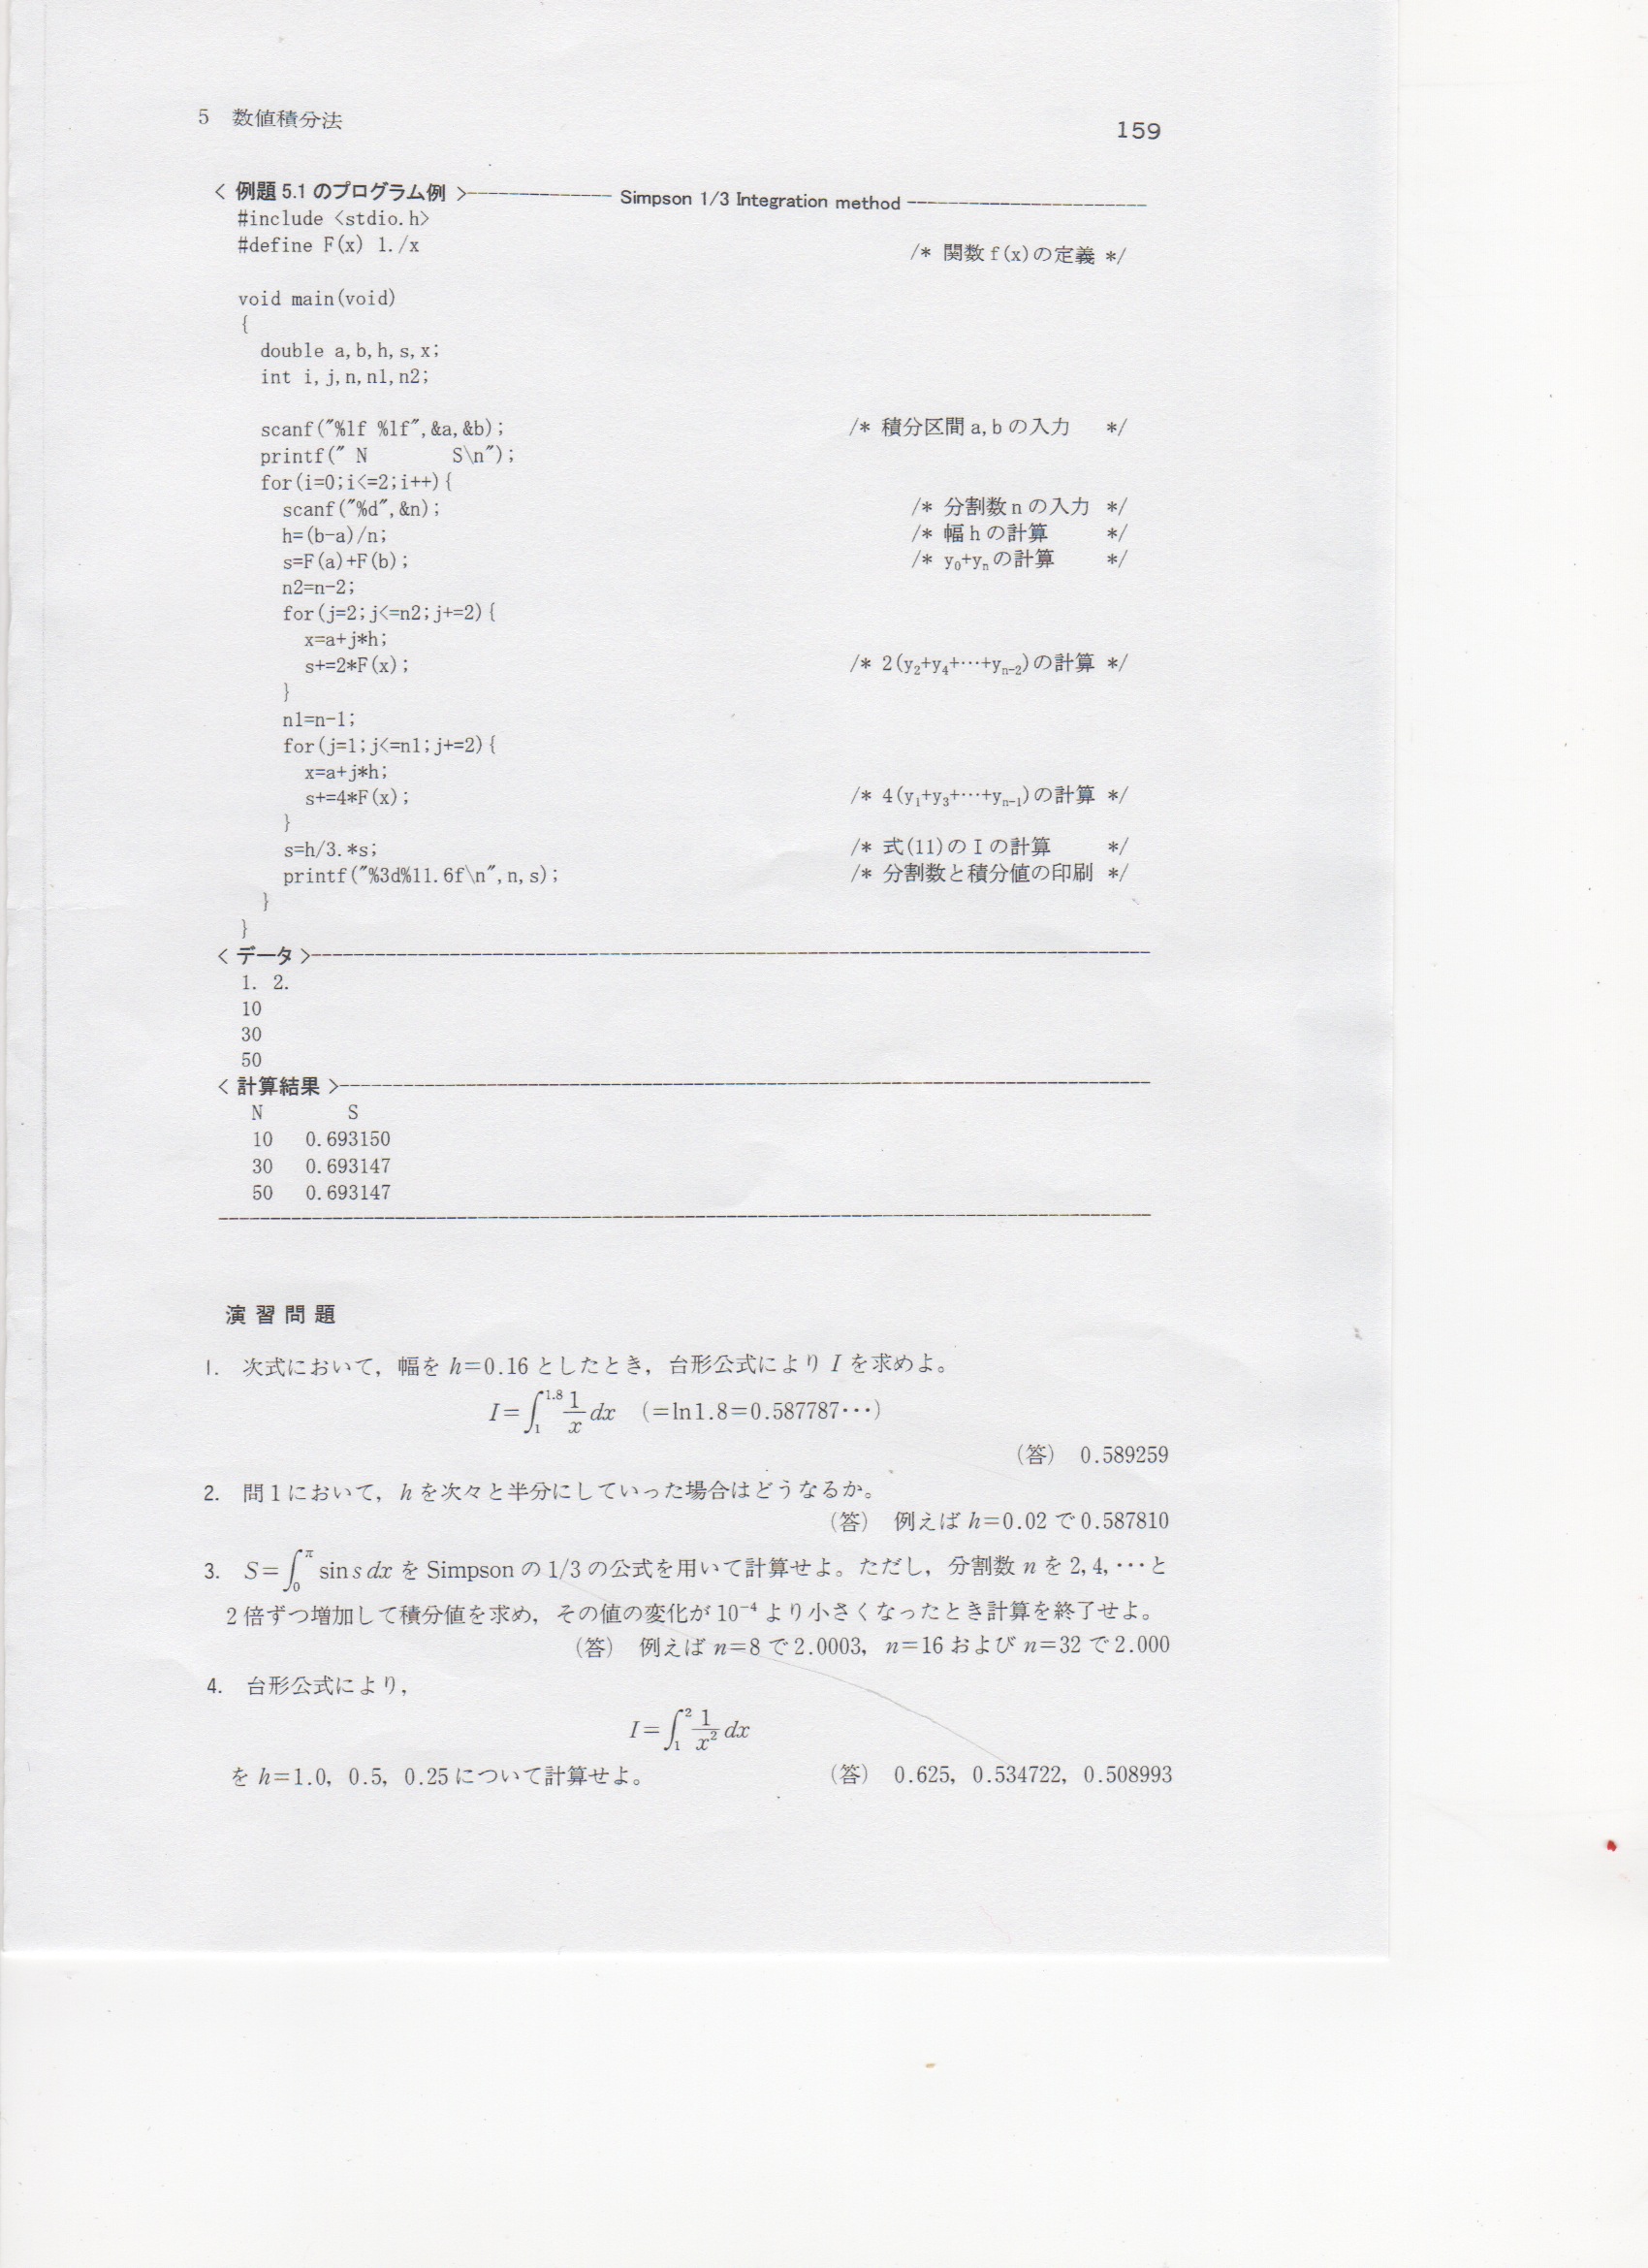 5 数値積分法
159
< 例題 5.1 のプログラム例 >-------------- Simpson 1/3 Integration method -----------------------
#include <stdio.h>
#define F(x) 1./x /* 関数 f(x)の定義 */
void main(void)
{
double a,b,h,s,x;
int i,j,n,n1,n2;
scanf("%lf %lf",&a,&b); /* 積分区間 a,b の入力 */
printf(" N S\n");
for(i=0;i<=2;i++){
scanf("%d",&n); /* 分割数 n の入力 */
h=(b-a)/n; /* 幅 h の計算 */
s=F(a)+F(b); /* y₀+yₙ の計算 */
n2=n-2;
for(j=2;j<=n2;j+=2){
x=a+j*h;
s+=2*F(x); /* 2(y₂+y₄+…+yₙ₋₂)の計算 */
}
n1=n-1;
for(j=1;j<=n1;j+=2){
x=a+j*h;
s+=4*F(x); /* 4(y₁+y₃+…+yₙ₋₁)の計算 */
}
s=h/3.*s; /* 式(11)の I の計算 */
printf("%3d%11.6f\n",n,s); /* 分割数と積分値の印刷 */
}
}
< データ >
1. 2.
10
30
50
< 計算結果 >
N S
10 0.693150
30 0.693147
50 0.693147
演習問題
1. 次式において，幅を h=0.16 としたとき，台形公式により I を求めよ。
I=∫₁^1.8 1/x dx (=ln1.8=0.587787…)
(答) 0.589259
2. 問1において，h を次々と半分にしていった場合はどうなるか。
(答) 例えば h=0.02 で 0.587810
3. S=∫₀^π sin s dx を Simpson の 1/3 の公式を用いて計算せよ。ただし，分割数 n を 2, 4, … と
2 倍ずつ増加して積分値を求め，その値の変化が 10⁻⁴ より小さくなったとき計算を終了せよ。
(答) 例えば n=8 で 2.0003, n=16 および n=32 で 2.000
4. 台形公式により，
I=∫₁² 1/x² dx
を h=1.0, 0.5, 0.25 について計算せよ。 (答) 0.625, 0.534722, 0.508993